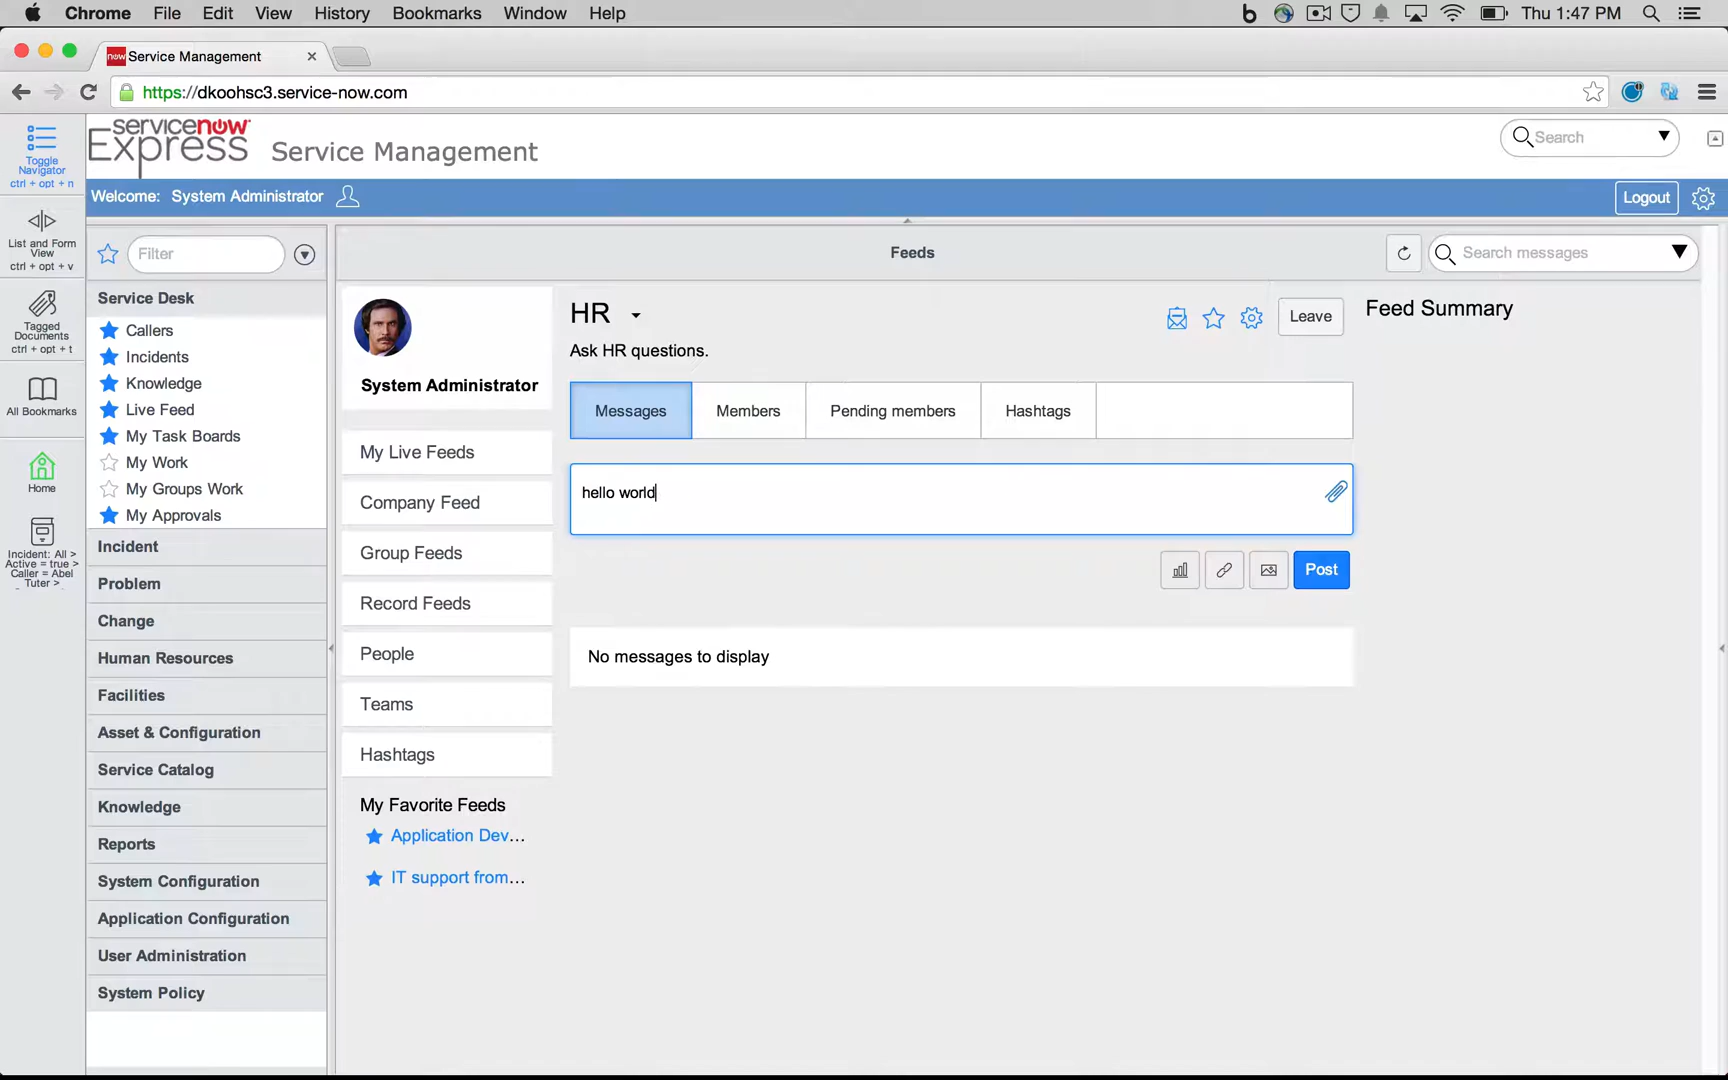 Chrome File Edit View History Bookmarks Window Help
Thu 1:47 PM
now Service Management
https://dkoohsc3.service-now.com
Toggle
Navigator
ctrl + opt + n
List and Form
View
ctrl + opt + v
Tagged
Documents
ctrl + opt + t
All Bookmarks
Home
Incident: All >
Active = true >
Caller = Abel
Tuter >
servicenow
Express Service Management
Search
Welcome: System Administrator
Logout
Filter
Service Desk
Callers
Incidents
Knowledge
Live Feed
My Task Boards
My Work
My Groups Work
My Approvals
Incident
Problem
Change
Human Resources
Facilities
Asset & Configuration
Service Catalog
Knowledge
Reports
System Configuration
Application Configuration
User Administration
System Policy
Feeds
Search messages
System Administrator
My Live Feeds
Company Feed
Group Feeds
Record Feeds
People
Teams
Hashtags
My Favorite Feeds
Application Dev...
IT support from...
HR
Leave
Ask HR questions.
Messages Members Pending members Hashtags
hello world
Post
No messages to display
Feed Summary